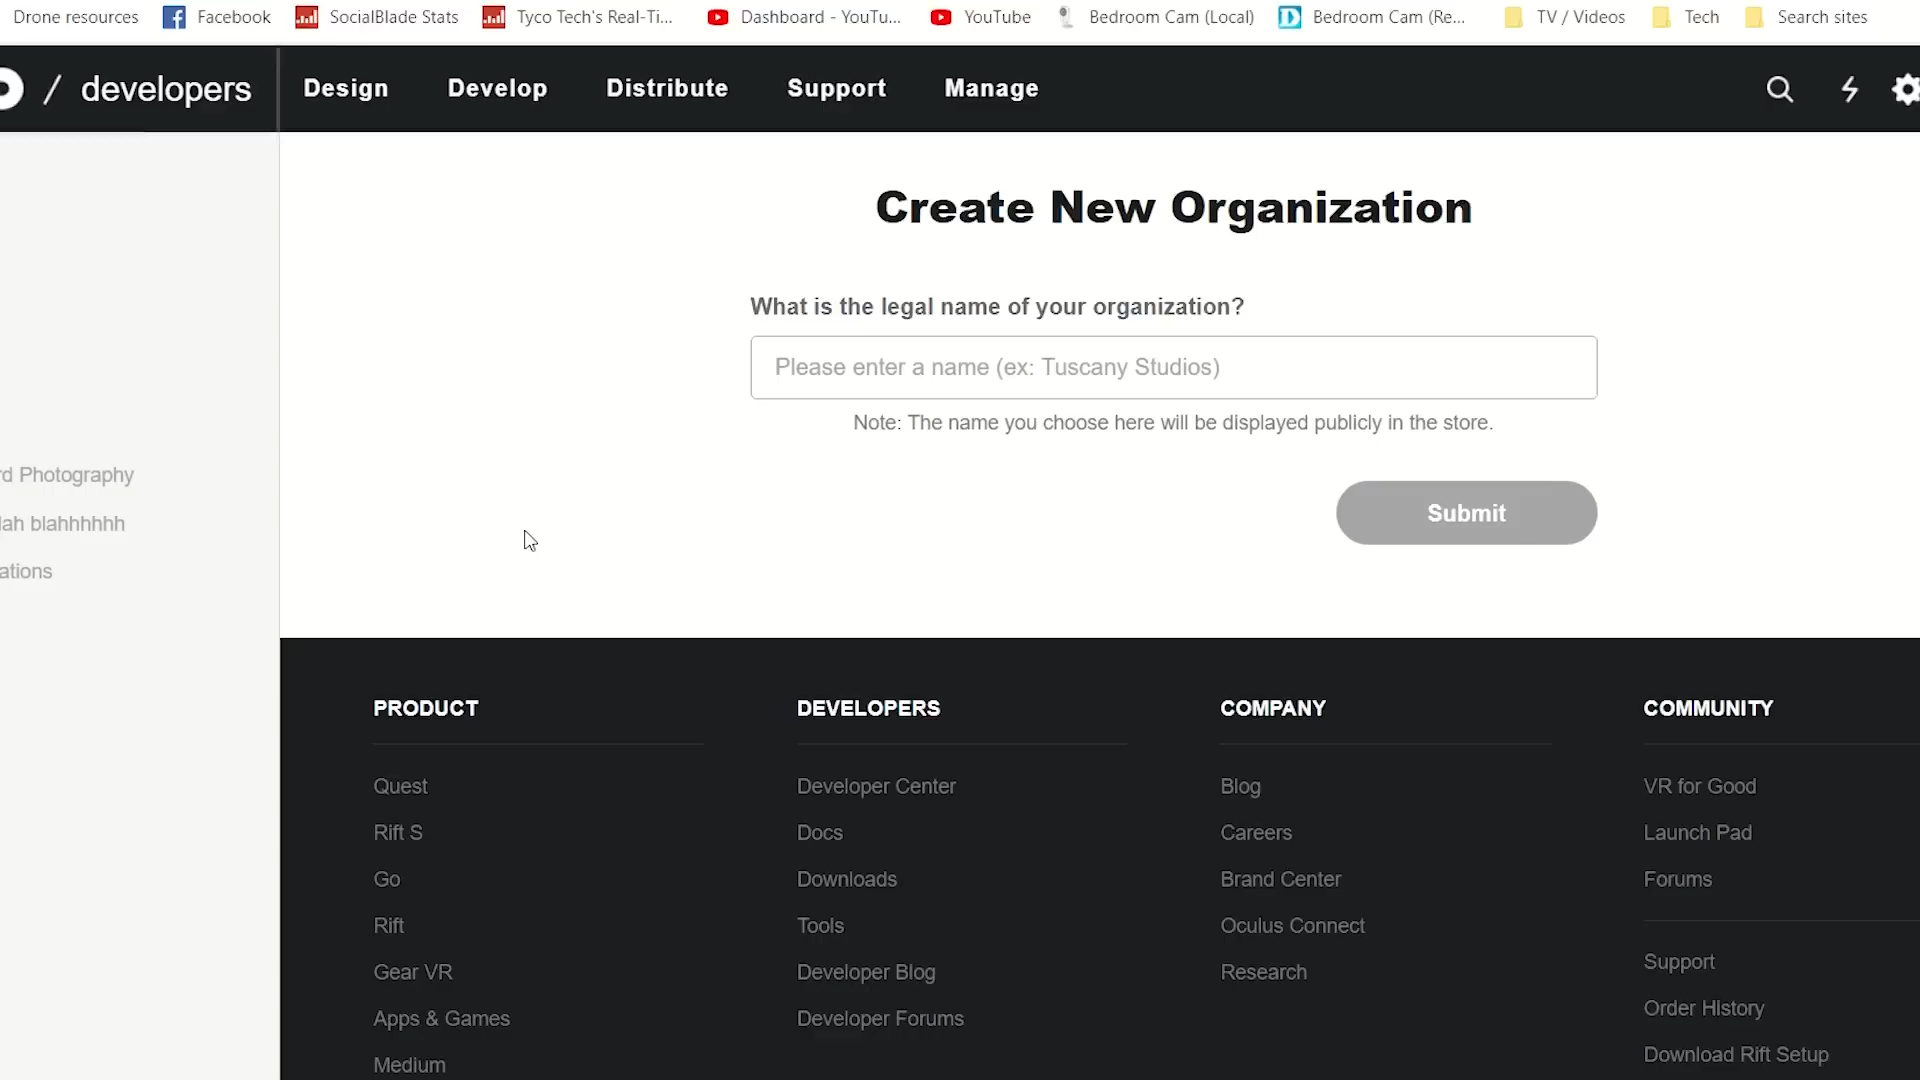 Drone resources Facebook SocialBlade Stats Tyco Tech's Real-Ti... Dashboard - YouTu... YouTube Bedroom Cam (Local) Bedroom Cam (Re... TV / Videos Tech Search sites
/ developers Design Develop Distribute Support Manage
Create New Organization
What is the legal name of your organization?
Please enter a name (ex: Tuscany Studios)
Note: The name you choose here will be displayed publicly in the store.
rd Photography
lah blahhhhhh
ations
Submit
PRODUCT
Quest
Rift S
Go
Rift
Gear VR
Apps & Games
Medium
DEVELOPERS
Developer Center
Docs
Downloads
Tools
Developer Blog
Developer Forums
COMPANY
Blog
Careers
Brand Center
Oculus Connect
Research
COMMUNITY
VR for Good
Launch Pad
Forums
Support
Order History
Download Rift Setup